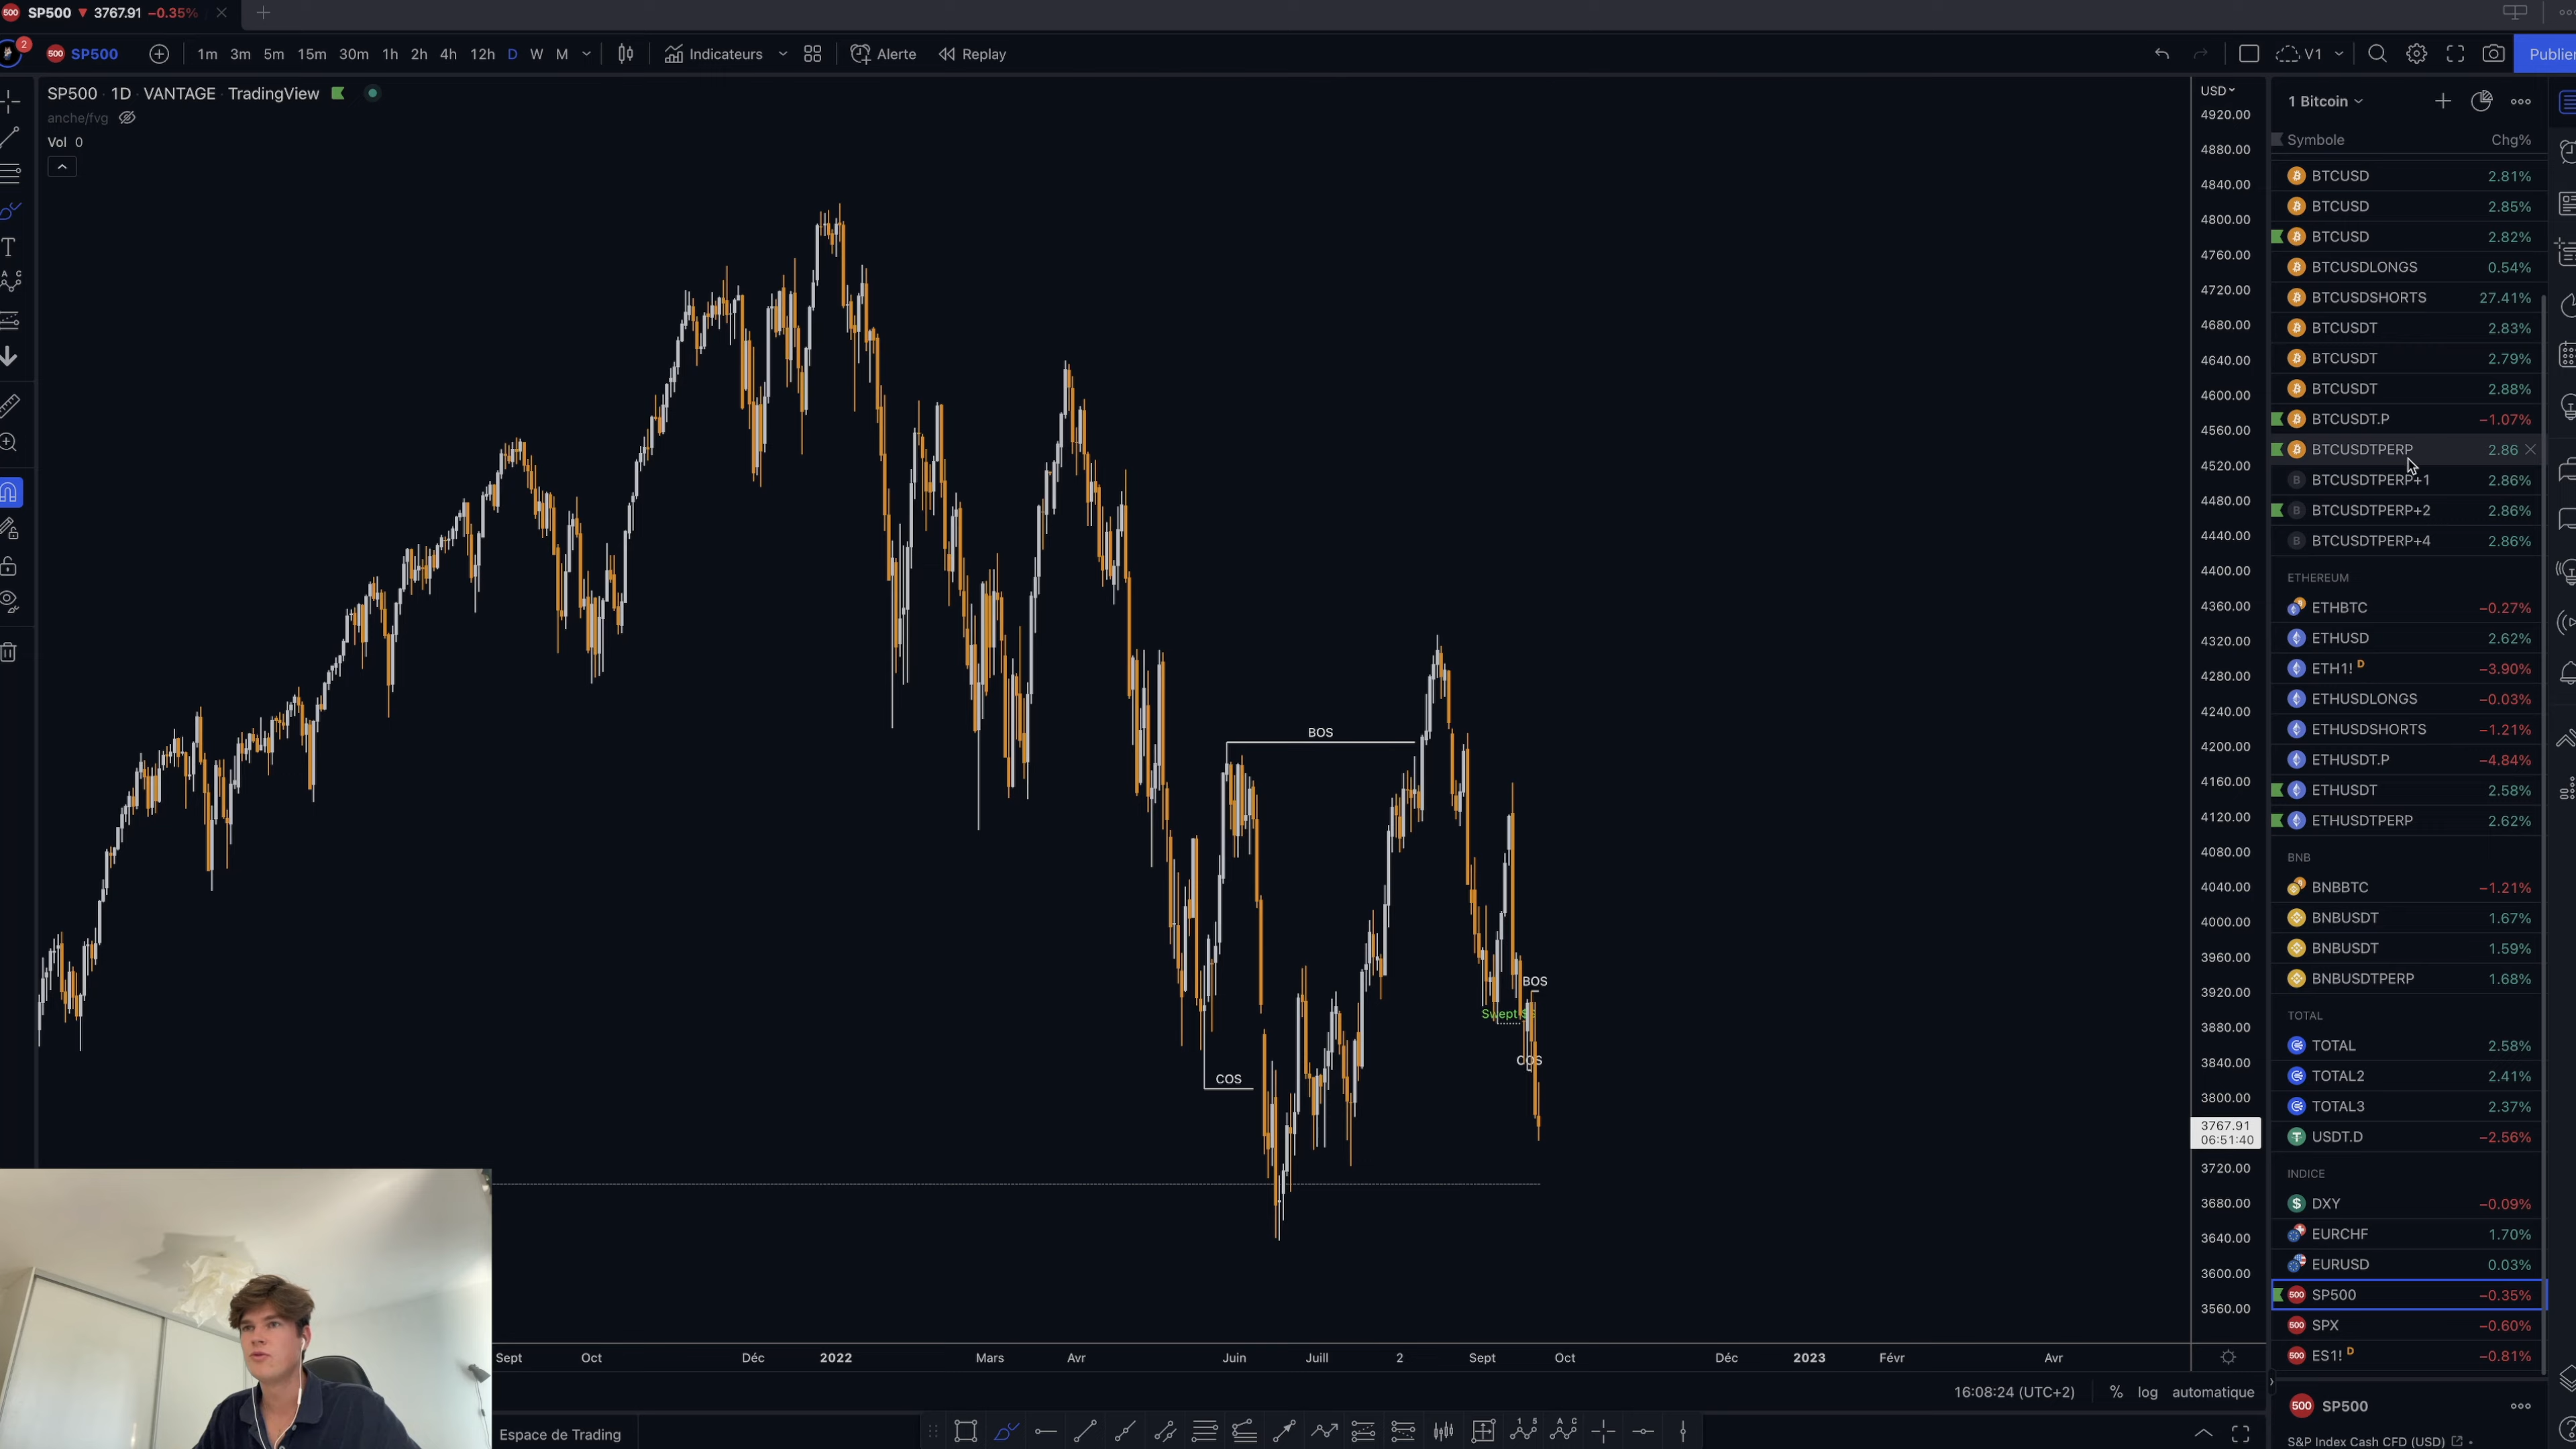 SP500 ▼ 3767.91 −0.35%
2
SP500 1m 3m 5m 15m 30m 1h 2h 4h 12h D W M Indicateurs Alerte Replay V1 Publier
SP500 · 1D · VANTAGE · TradingView
anche/fvg
Vol 0
USD
4920.00
4880.00
4840.00
4800.00
4760.00
4720.00
4680.00
4640.00
4600.00
4560.00
4520.00
4480.00
4440.00
4400.00
4360.00
4320.00
4280.00
4240.00
4200.00
4160.00
4120.00
4080.00
4040.00
4000.00
3960.00
3920.00
3880.00
3840.00
3800.00
3767.91
06:51:40
3720.00
3680.00
3640.00
3600.00
3560.00
BOS
BOS
Swept
COS
COS
Sept Oct Déc 2022 Mars Avr Juin Juill 2 Sept Oct Déc 2023 Févr Avr
16:08:24 (UTC+2) % log automatique
Espace de Trading
1 Bitcoin
Symbole Chg%
BTCUSD 2.81%
BTCUSD 2.85%
BTCUSD 2.82%
BTCUSDLONGS 0.54%
BTCUSDSHORTS 27.41%
BTCUSDT 2.83%
BTCUSDT 2.79%
BTCUSDT 2.88%
BTCUSDT.P −1.07%
BTCUSDTPERP 2.86
B BTCUSDTPERP+1 2.86%
B BTCUSDTPERP+2 2.86%
B BTCUSDTPERP+4 2.86%
ETHEREUM
ETHBTC −0.27%
ETHUSD 2.62%
ETH1! D −3.90%
ETHUSDLONGS −0.03%
ETHUSDSHORTS −1.21%
ETHUSDT.P −4.84%
ETHUSDT 2.58%
ETHUSDTPERP 2.62%
BNB
BNBBTC −1.21%
BNBUSDT 1.67%
BNBUSDT 1.59%
BNBUSDTPERP 1.68%
TOTAL
TOTAL 2.58%
TOTAL2 2.41%
TOTAL3 2.37%
USDT.D −2.56%
INDICE
DXY −0.09%
EURCHF 1.70%
EURUSD 0.03%
500 SP500 −0.35%
500 SPX −0.60%
500 ES1! D −0.81%
500 SP500
S&P Index Cash CFD (USD)